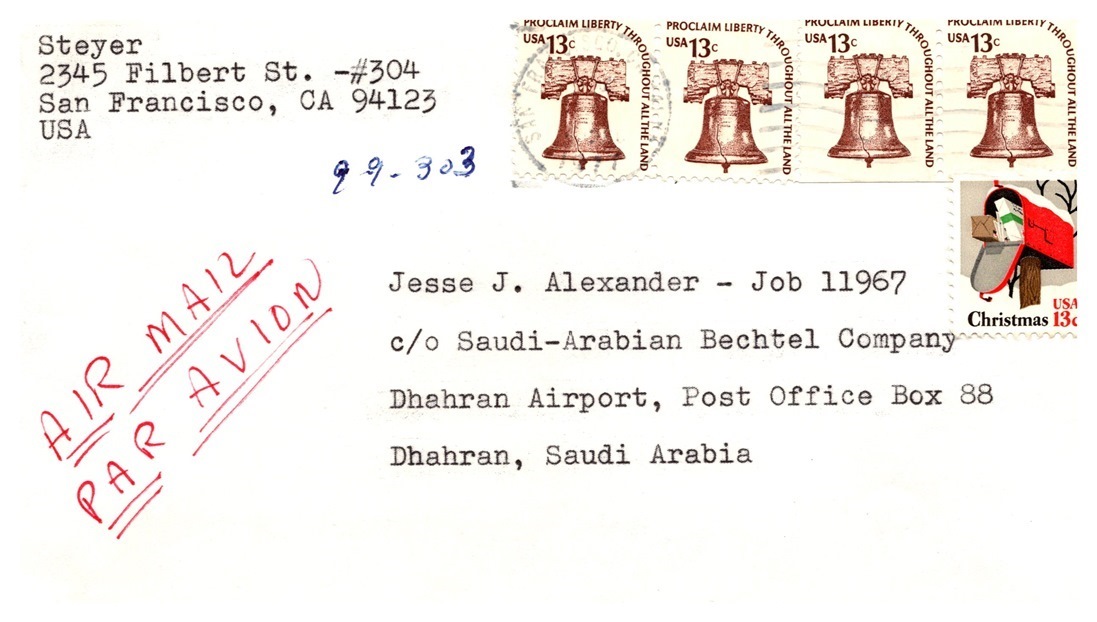 Steyer
2345 Filbert St. -#304
San Francisco, CA 94123
USA
99-303
PROCLAIM LIBERTY THROUGHOUT ALL THE LAND
USA 13c
PROCLAIM LIBERTY THROUGHOUT ALL THE LAND
USA 13c
PROCLAIM LIBERTY THROUGHOUT ALL THE LAND
USA 13c
PROCLAIM LIBERTY THROUGHOUT ALL THE LAND
USA 13c
USA
Christmas 13c
AIR MAIL
PAR AVION
Jesse J. Alexander - Job 11967
c/o Saudi-Arabian Bechtel Company
Dhahran Airport, Post Office Box 88
Dhahran, Saudi Arabia